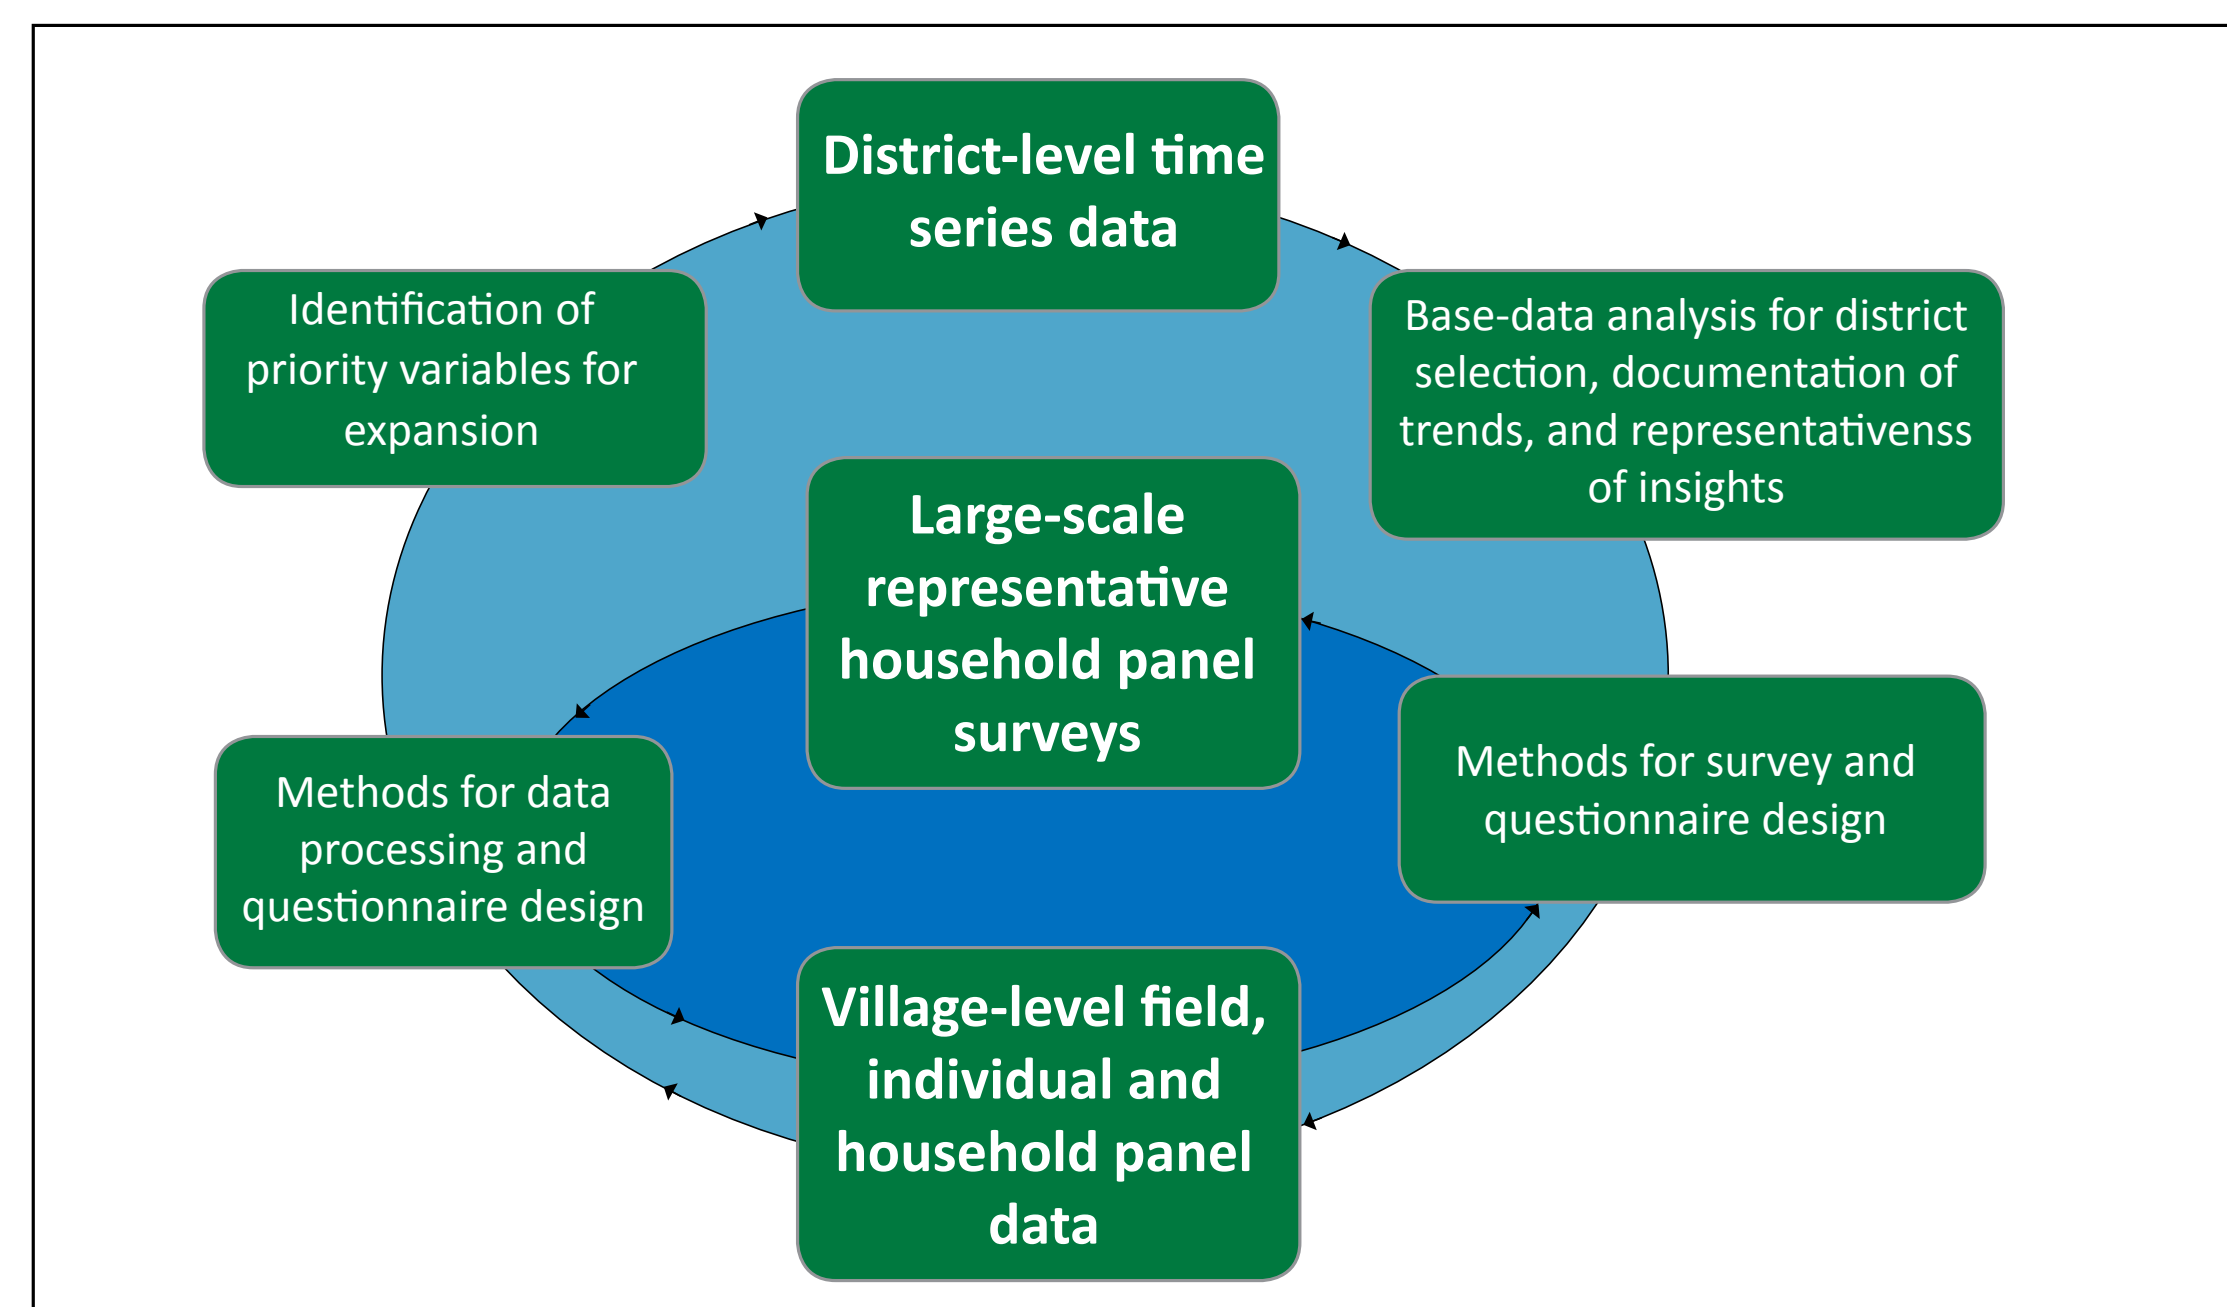 District-level time
series data
Identification of
priority variables for
expansion
Base-data analysis for district
selection, documentation of
trends, and representativenss
of insights
Large-scale
representative
household panel
surveys
Methods for data
processing and
questionnaire design
Methods for survey and
questionnaire design
Village-level field,
individual and
household panel
data